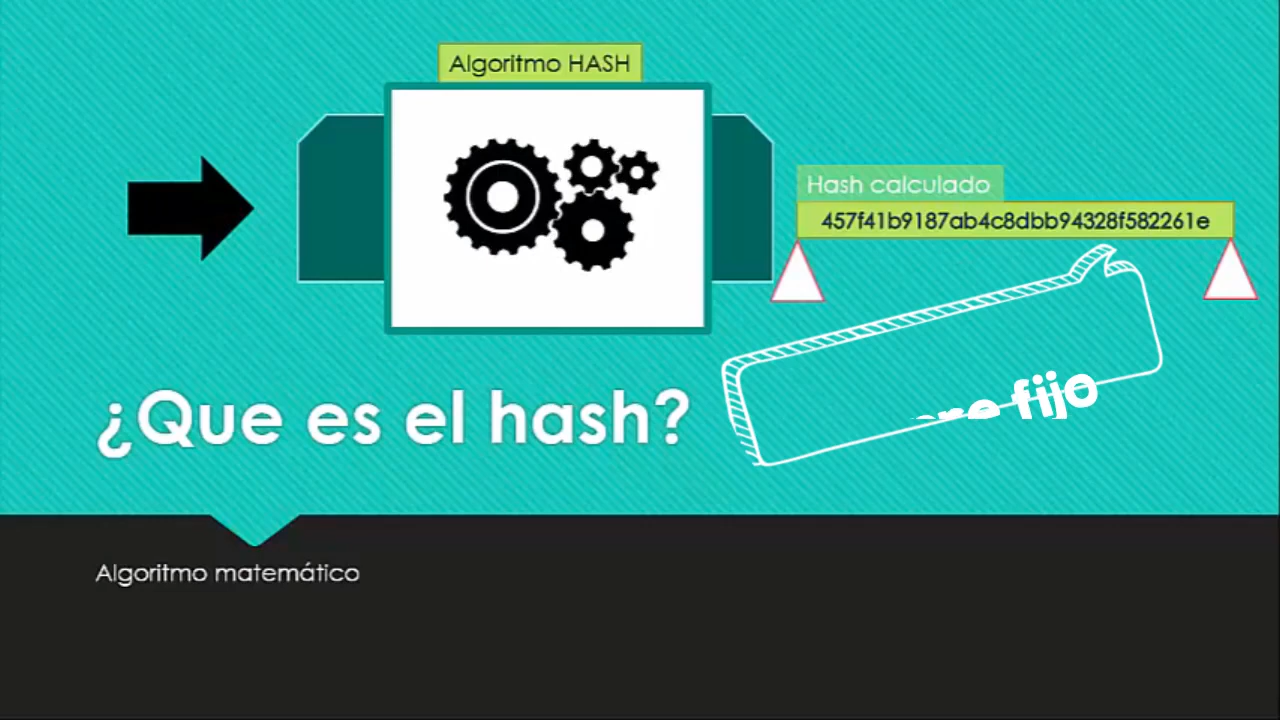 Algoritmo HASH
Hash calculado
457f41b9187ab4c8dbb94328f582261e
fijo
¿Que es el hash?
Algoritmo matemático